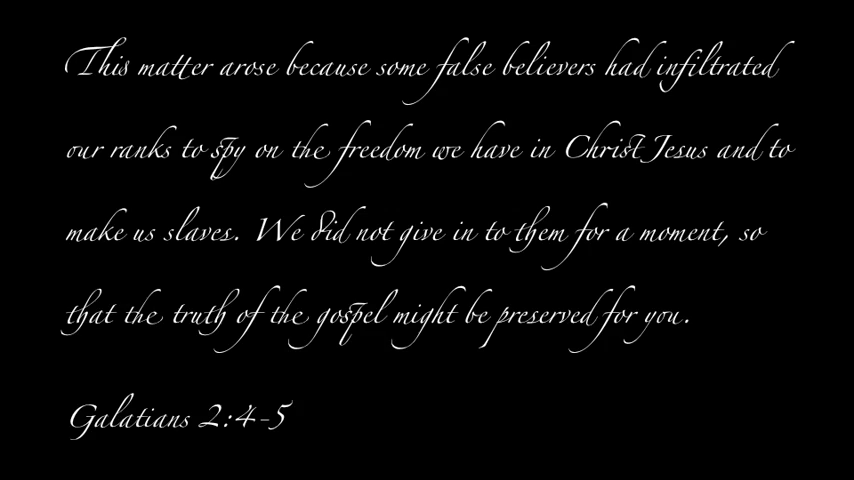 This matter arose because some false believers had infiltrated
our ranks to spy on the freedom we have in Christ Jesus and to
make us slaves. We did not give in to them for a moment, so
that the truth of the gospel might be preserved for you.
Galatians 2:4-5